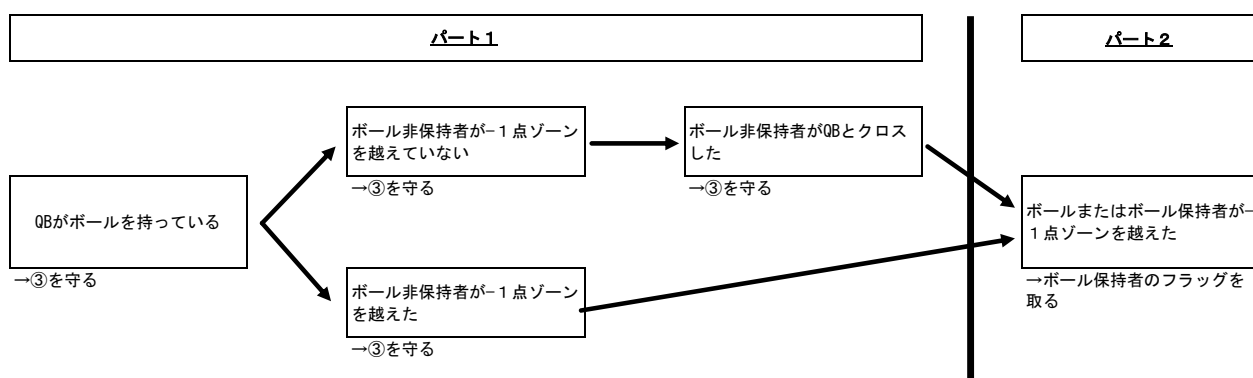 パート1
パート2
ボール非保持者が−１点ゾーン
を越えていない
→③を守る
ボール非保持者がQBとクロス
した
→③を守る
QBがボールを持っている
→③を守る
ボール非保持者が−１点ゾーン
を越えた
→③を守る
ボールまたはボール保持者が−
１点ゾーンを越えた
→ボール保持者のフラッグを
取る